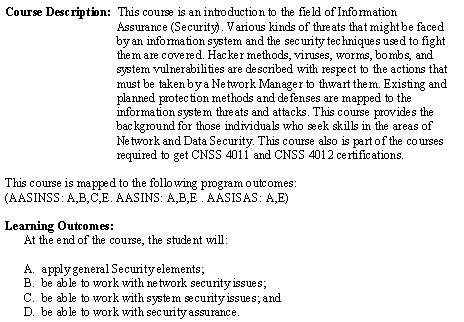 Course Description: This course is an introduction to the field of Information
Assurance (Security). Various kinds of threats that might be faced
by an information system and the security techniques used to fight
them are covered. Hacker methods, viruses, worms, bombs, and
system vulnerabilities are described with respect to the actions that
must be taken by a Network Manager to thwart them. Existing and
planned protection methods and defenses are mapped to the
information system threats and attacks. This course provides the
background for those individuals who seek skills in the areas of
Network and Data Security. This course also is part of the courses
required to get CNSS 4011 and CNSS 4012 certifications.
This course is mapped to the following program outcomes:
(AASINSS: A,B,C,E. AASINS: A,B,E . AASISAS: A,E)
Learning Outcomes:
At the end of the course, the student will:
A. apply general Security elements;
B. be able to work with network security issues;
C. be able to work with system security issues; and
D. be able to work with security assurance.